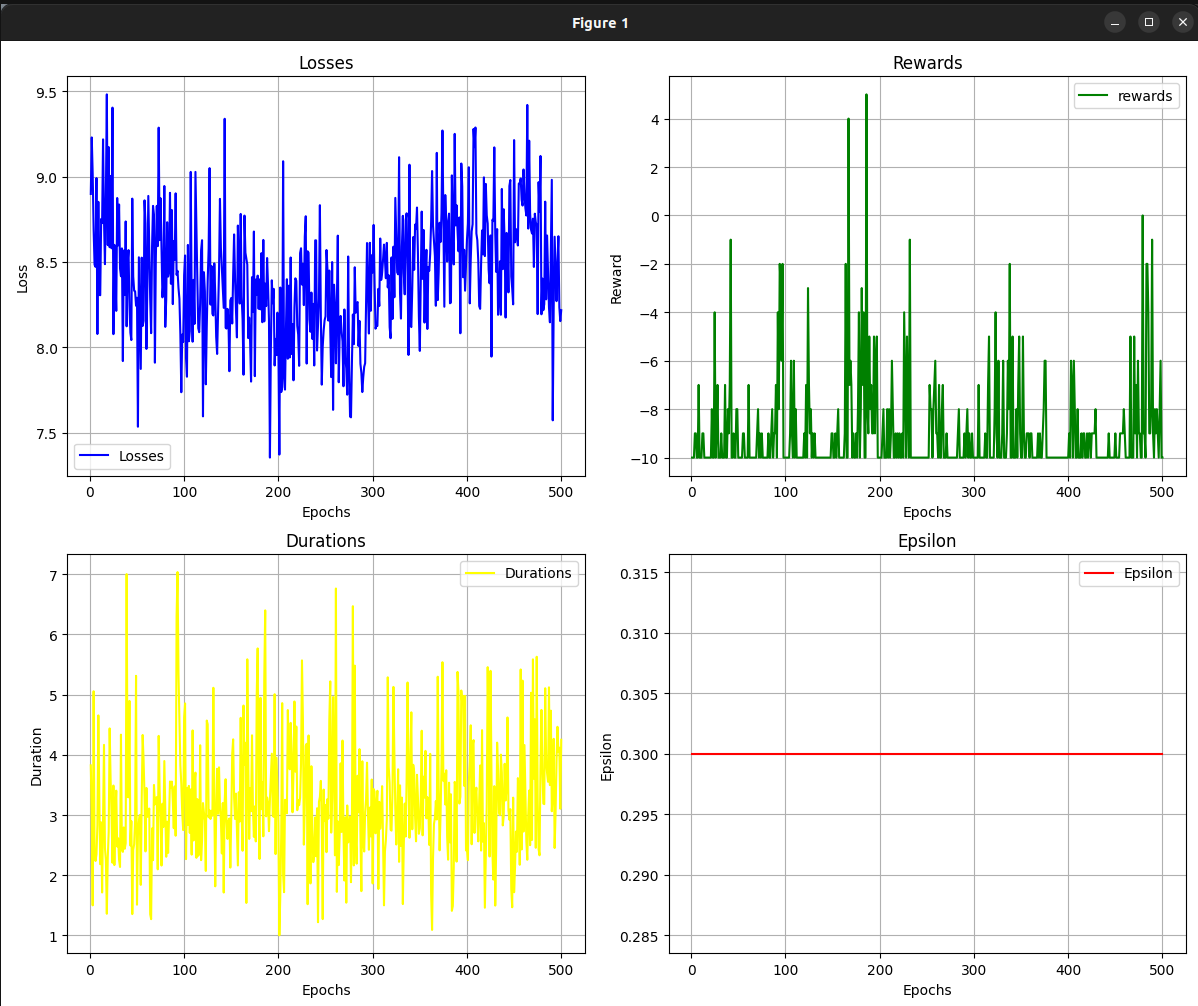 Figure 1
Losses
9.5
9.0
8.5
8.0
7.5
Loss
Losses
0 100 200 300 400 500
Epochs
Rewards
rewards
4
2
0
−2
−4
−6
−8
−10
Reward
0 100 200 300 400 500
Epochs
Durations
Durations
7
6
5
4
3
2
1
Duration
0 100 200 300 400 500
Epochs
Epsilon
Epsilon
0.315
0.310
0.305
0.300
0.295
0.290
0.285
Epsilon
0 100 200 300 400 500
Epochs